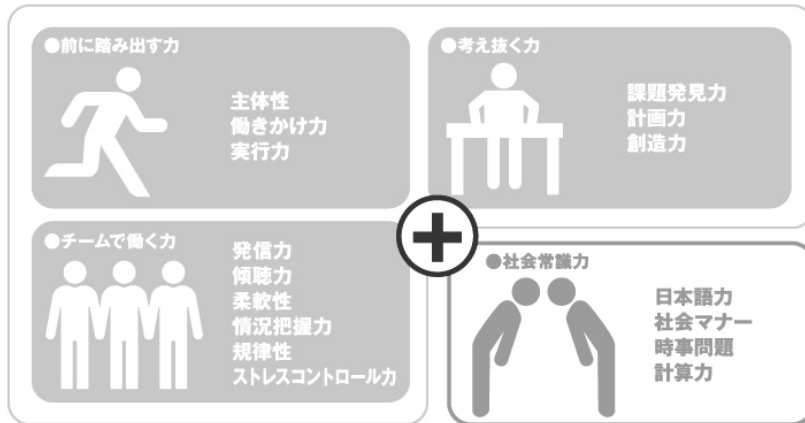 ●前に踏み出す力
主体性
働きかけ力
実行力
●考え抜く力
課題発見力
計画力
創造力
●チームで働く力
発信力
傾聴力
柔軟性
情況把握力
規律性
ストレスコントロール力
●社会常識力
日本語力
社会マナー
時事問題
計算力